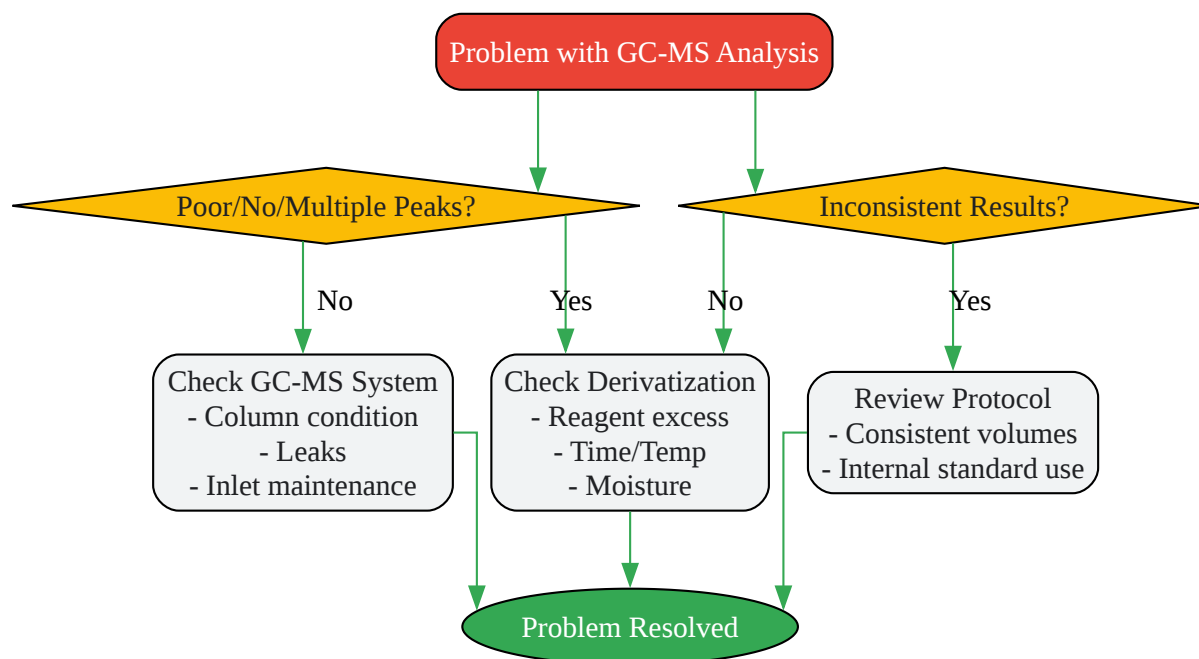 Problem with GC-MS Analysis
Poor/No/Multiple Peaks?
Inconsistent Results?
No
Yes
No
Yes
Check GC-MS System
- Column condition
- Leaks
- Inlet maintenance
Check Derivatization
- Reagent excess
- Time/Temp
- Moisture
Review Protocol
- Consistent volumes
- Internal standard use
Problem Resolved